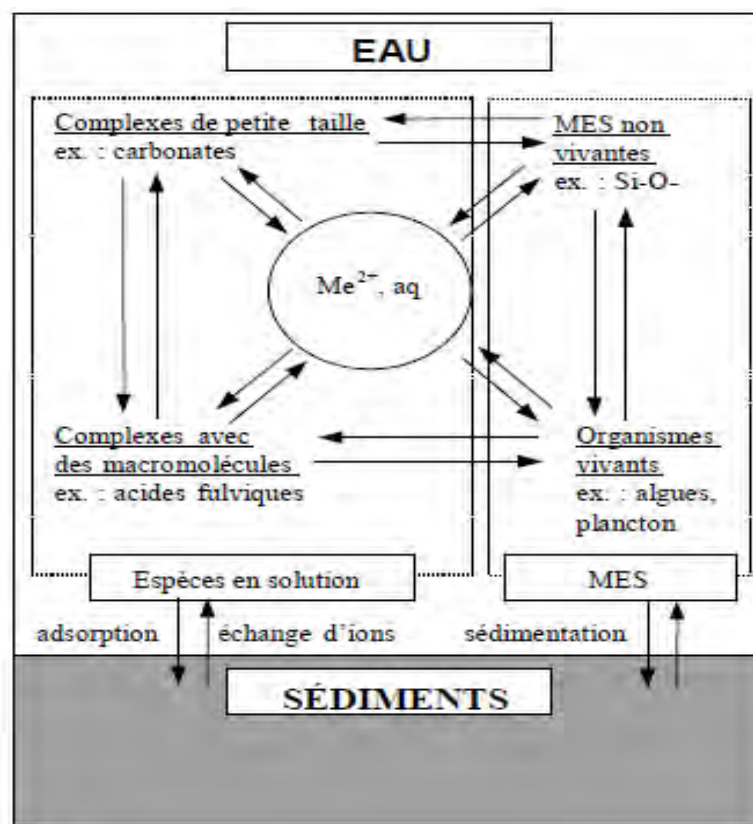 EAU
Complexes de petite taille
ex. : carbonates
MES non
vivantes
ex. : Si-O-
Me²⁺, aq
Complexes avec
des macromolécules
ex. : acides fulviques
Organismes
vivants
ex. : algues,
plancton
Espèces en solution
MES
adsorption
échange d'ions
sédimentation
SÉDIMENTS